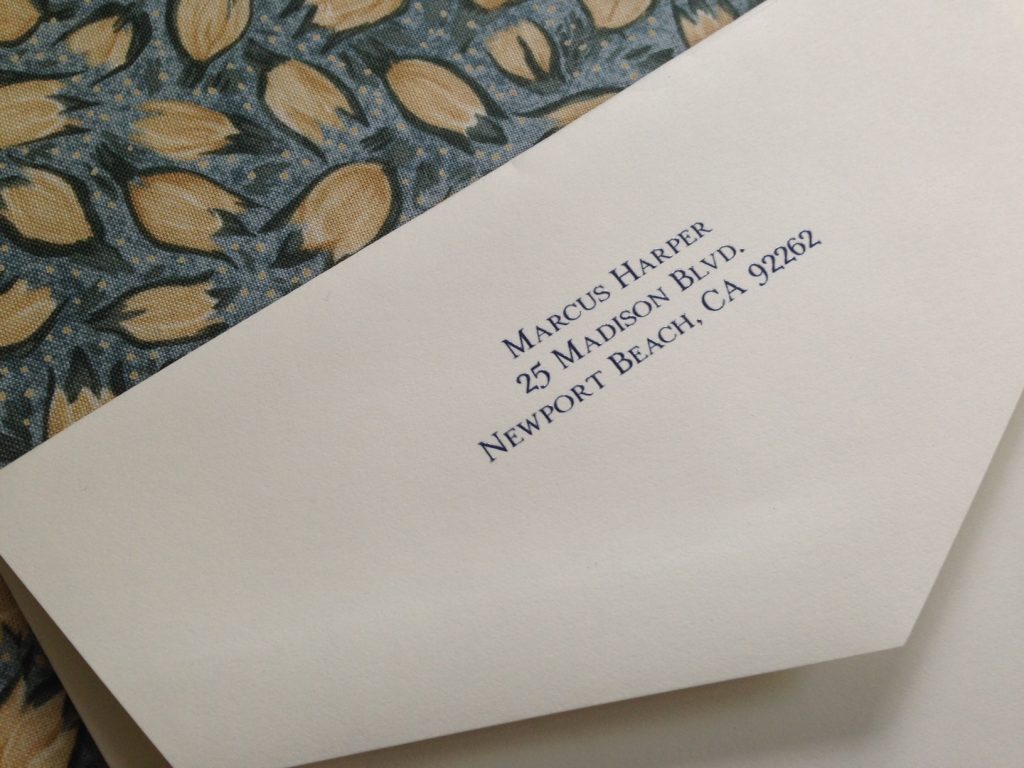 Marcus Harper
25 Madison Blvd.
Newport Beach, CA 92262